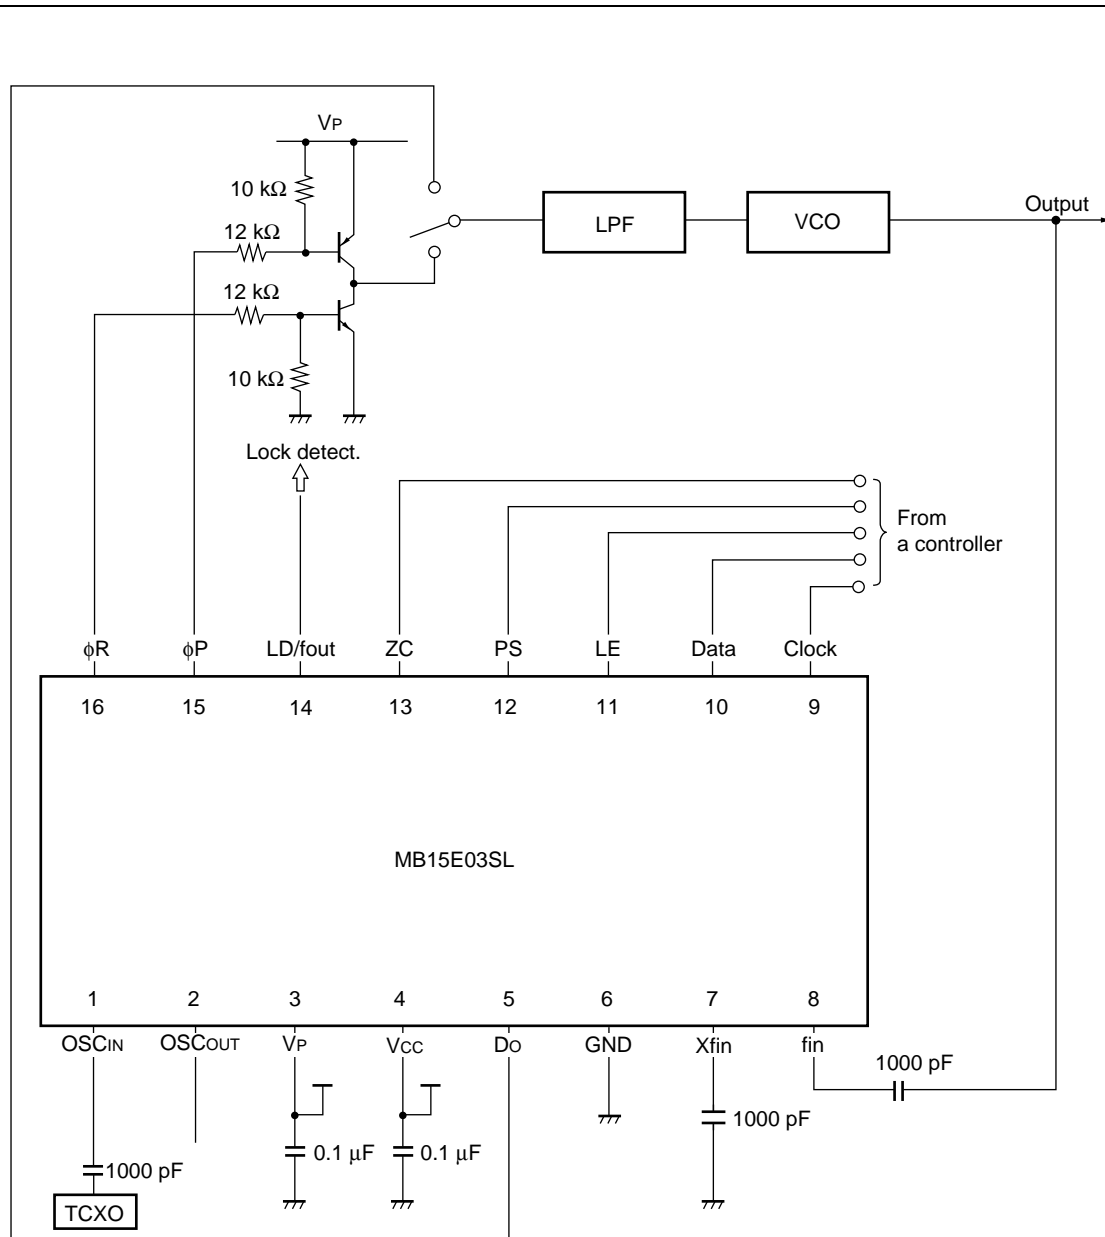 VP
10 kΩ
12 kΩ
12 kΩ
10 kΩ
LPF
VCO
Output
Lock detect.
From
a controller
φR φP LD/fout ZC PS LE Data Clock
16 15 14 13 12 11 10 9
MB15E03SL
1 2 3 4 5 6 7 8
OSCIN OSCOUT VP VCC DO GND Xfin fin
1000 pF
1000 pF
0.1 μF
0.1 μF
1000 pF
TCXO